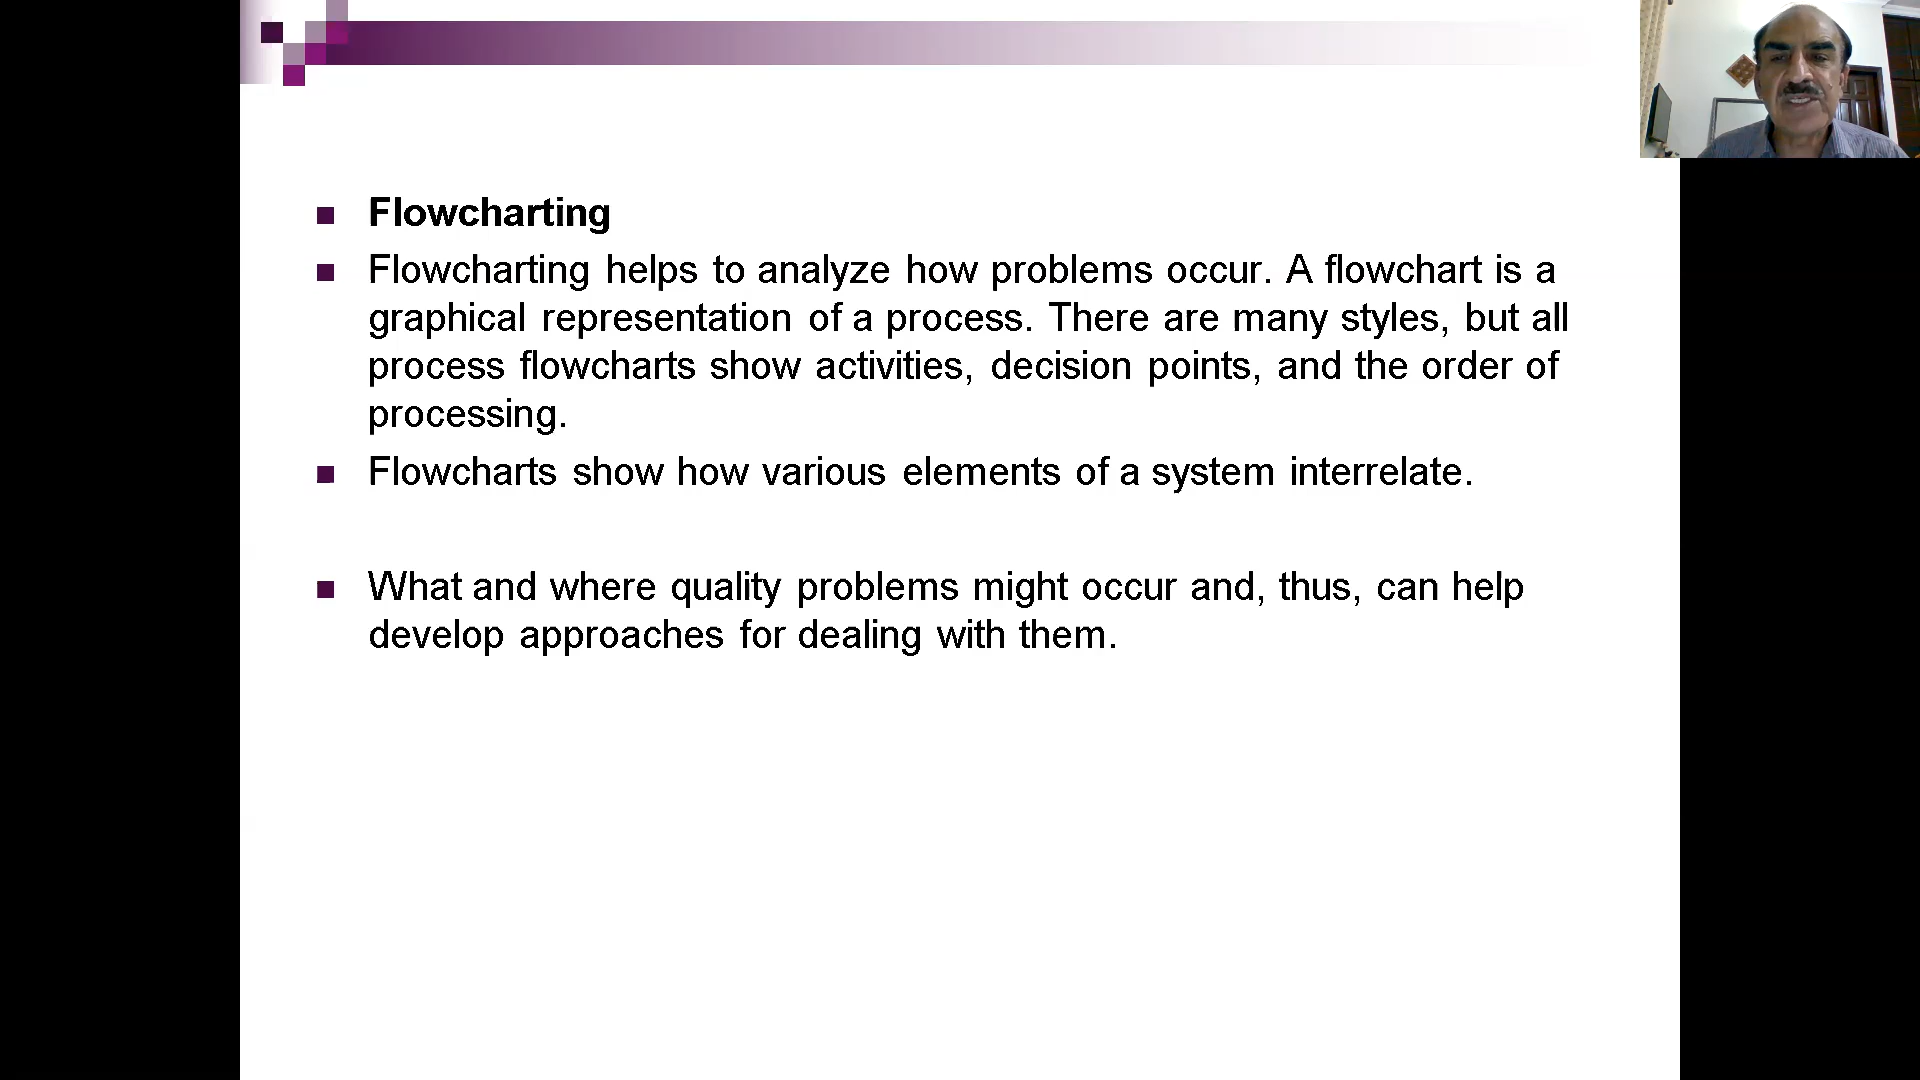 Flowcharting
Flowcharting helps to analyze how problems occur. A flowchart is a
graphical representation of a process. There are many styles, but all
process flowcharts show activities, decision points, and the order of
processing.
Flowcharts show how various elements of a system interrelate.
What and where quality problems might occur and, thus, can help
develop approaches for dealing with them.